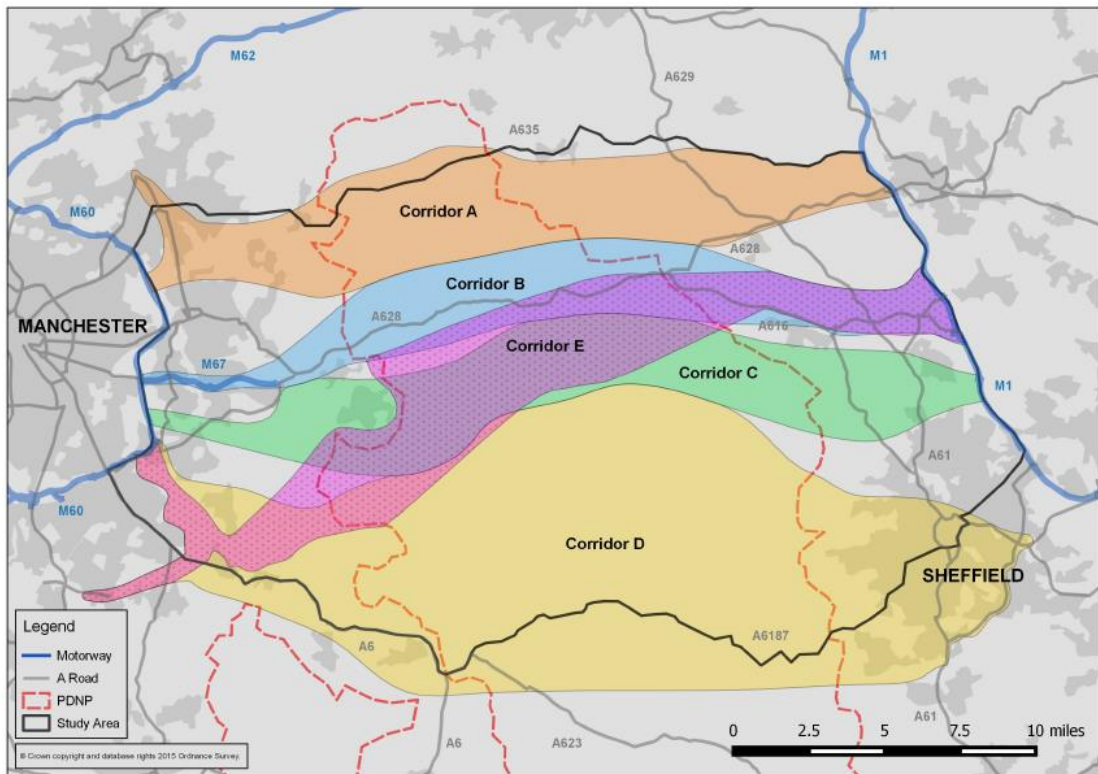 M62
M1
A629
A635
M60
Corridor A
A628
Corridor B
MANCHESTER
A628
A616
Corridor E
M67
Corridor C
M1
A61
M60
Corridor D
SHEFFIELD
A6187
A6
A61
A6
A623
Legend
Motorway
A Road
PDNP
Study Area
© Crown copyright and database rights 2015 Ordnance Survey.
0 2.5 5 7.5 10 miles